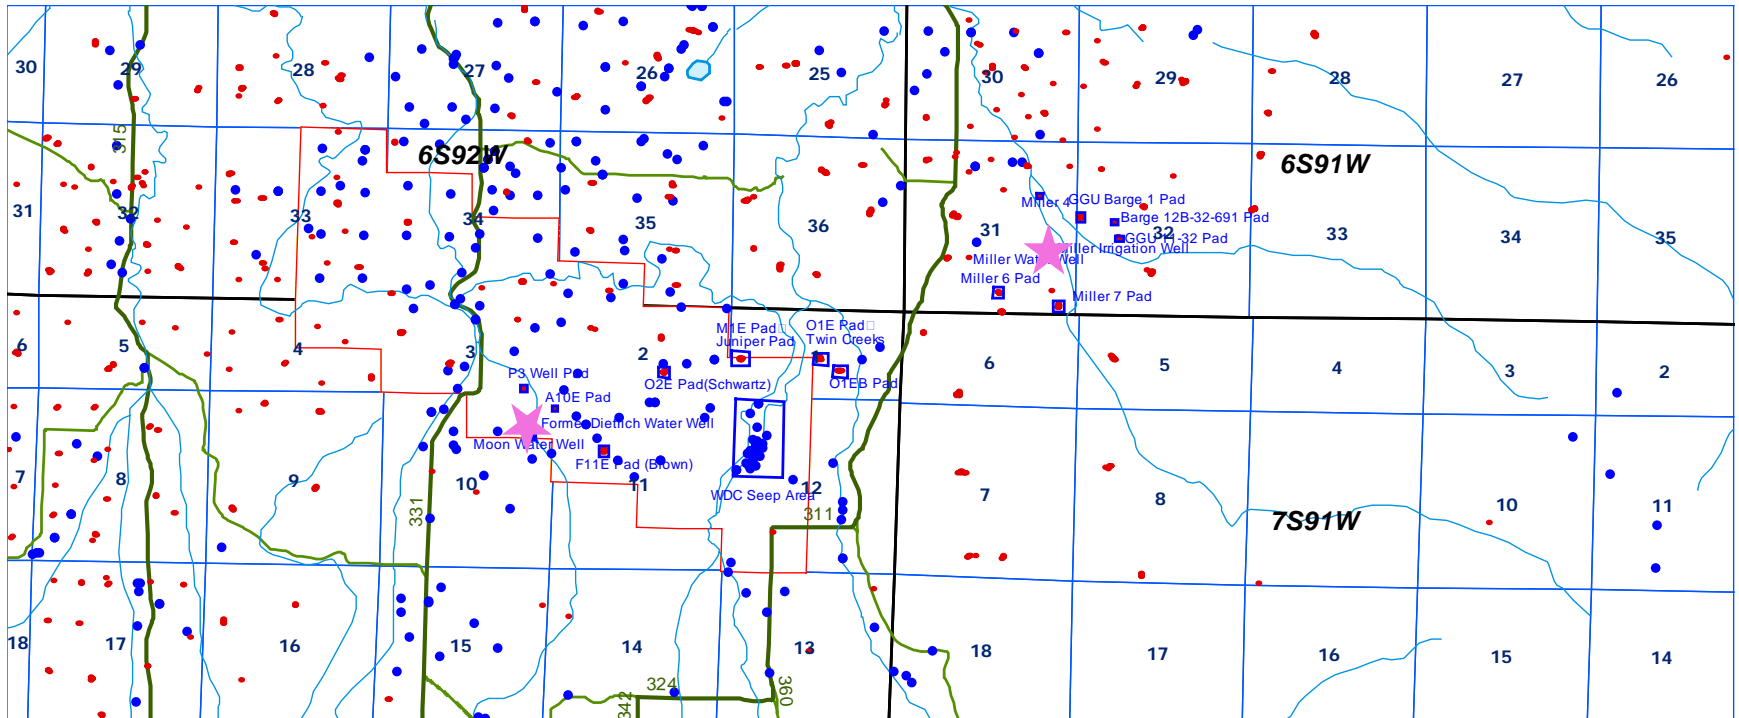 30
29
28
27
26
25
30
29
28
27
26
315
6S92W
6S91W
31
32
33
34
35
36
31
32
33
34
35
Miller 4
GGU Barge 1 Pad
Barge 12B-32-691 Pad
GGU 11-32 Pad
Miller Irrigation Well
Miller Water Well
Miller 6 Pad
Miller 7 Pad
6
5
4
3
2
1
6
5
4
3
2
M1E Pad
Juniper Pad
O1E Pad
Twin Creeks
P3 Well Pad
O2E Pad(Schwartz)
O1EB Pad
A10E Pad
Former Dietrich Water Well
Moon Water Well
F11E Pad (Brown)
WDC Seep Area
7
8
9
10
11
12
7
8
10
11
331
311
7S91W
18
17
16
15
14
13
18
17
16
15
14
324
342
360